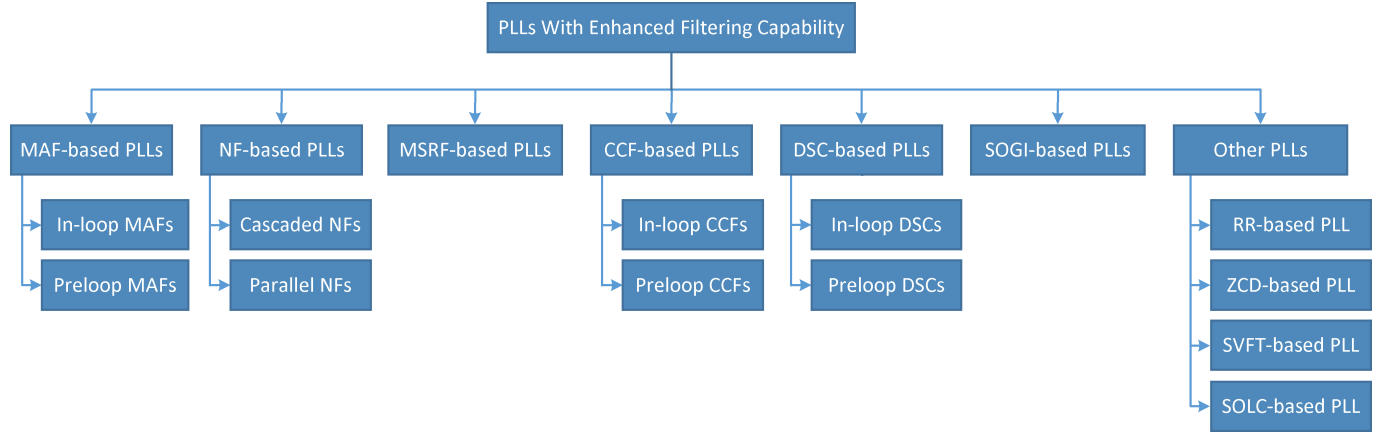 PLLs With Enhanced Filtering Capability
MAF-based PLLs
NF-based PLLs
MSRF-based PLLs
CCF-based PLLs
DSC-based PLLs
SOGI-based PLLs
Other PLLs
In-loop MAFs
Cascaded NFs
In-loop CCFs
In-loop DSCs
RR-based PLL
Preloop MAFs
Parallel NFs
Preloop CCFs
Preloop DSCs
ZCD-based PLL
SVFT-based PLL
SOLC-based PLL